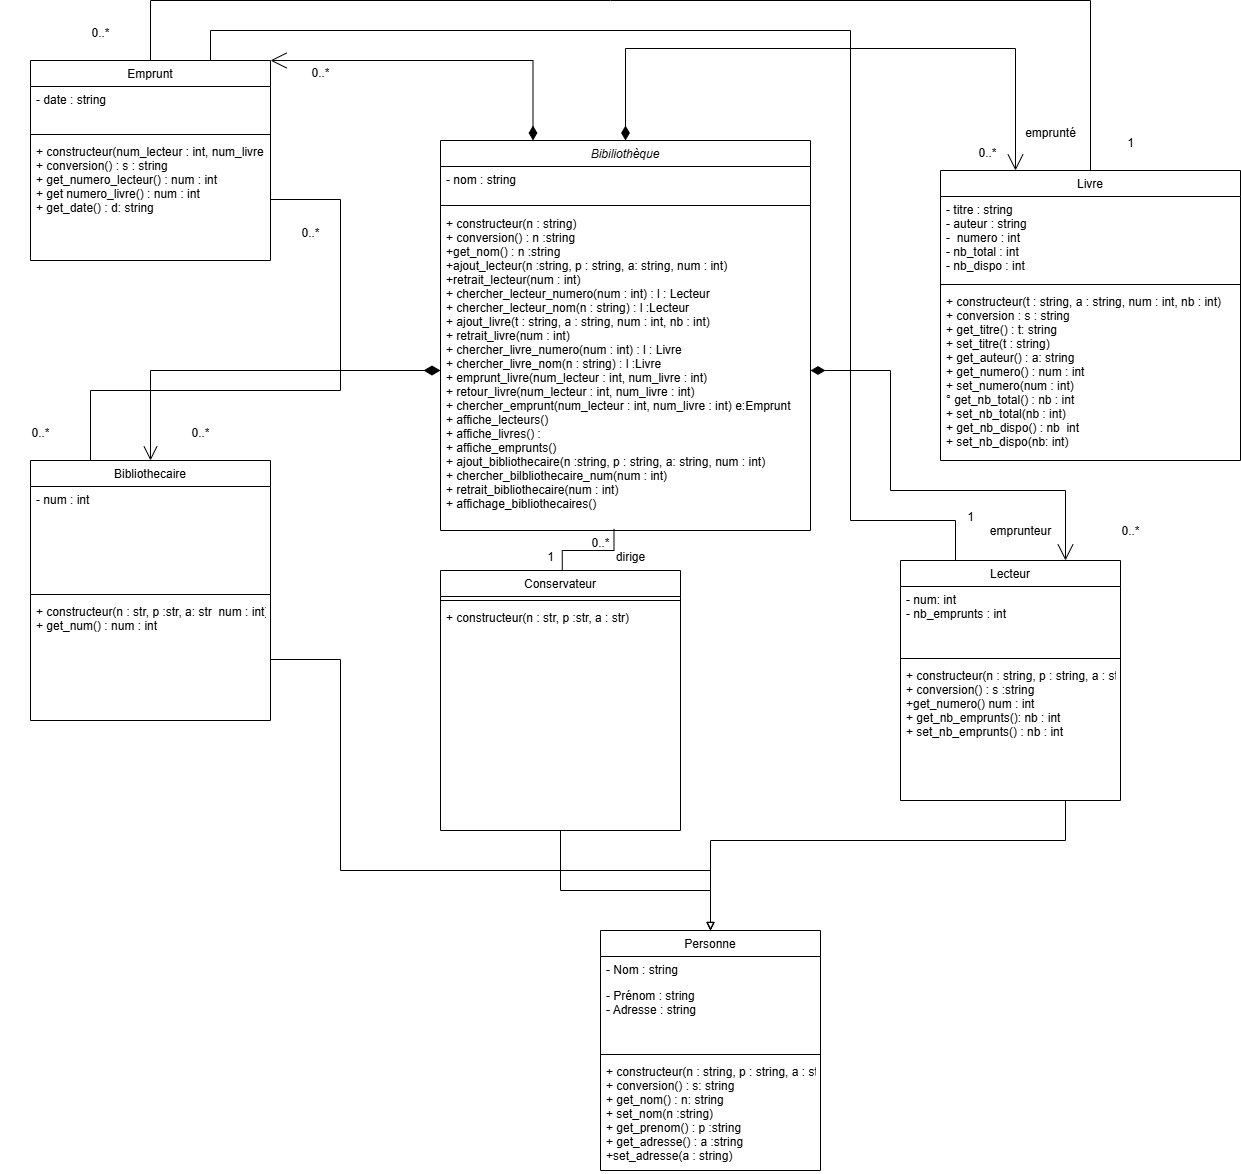 0..*
Emprunt
- date : string
+ constructeur(num_lecteur : int, num_livre
+ conversion() : s : string
+ get_numero_lecteur() : num : int
+ get numero_livre() : num : int
+ get_date() : d: string
0..*
0..*
Bibiliothèque
- nom : string
+ constructeur(n : string)
+ conversion() : n :string
+get_nom() : n :string
+ajout_lecteur(n :string, p : string, a: string, num : int)
+retrait_lecteur(num : int)
+ chercher_lecteur_numero(num : int) : l : Lecteur
+ chercher_lecteur_nom(n : string) : l :Lecteur
+ ajout_livre(t : string, a : string, num : int, nb : int)
+ retrait_livre(num : int)
+ chercher_livre_numero(num : int) : l : Livre
+ chercher_livre_nom(n : string) : l :Livre
+ emprunt_livre(num_lecteur : int, num_livre : int)
+ retour_livre(num_lecteur : int, num_livre : int)
+ chercher_emprunt(num_lecteur : int, num_livre : int) e:Emprunt
+ affiche_lecteurs()
+ affiche_livres() :
+ affiche_emprunts()
+ ajout_bibliothecaire(n :string, p : string, a: string, num : int)
+ chercher_bilbliothecaire_num(num : int)
+ retrait_bibliothecaire(num : int)
+ affichage_bibliothecaires()
emprunté
1
0..*
Livre
- titre : string
- auteur : string
-  numero : int
- nb_total : int
- nb_dispo : int
+ constructeur(t : string, a : string, num : int, nb : int)
+ conversion : s : string
+ get_titre() : t: string
+ set_titre(t : string)
+ get_auteur() : a: string
+ get_numero() : num : int
+ set_numero(num : int)
° get_nb_total() : nb : int
+ set_nb_total(nb : int)
+ get_nb_dispo() : nb  int
+ set_nb_dispo(nb: int)
0..*
0..*
Bibliothecaire
- num : int
+ constructeur(n : str, p :str, a: str  num : int)
+ get_num() : num : int
0..*
1
dirige
Conservateur
+ constructeur(n : str, p :str, a : str)
1
emprunteur
0..*
Lecteur
- num: int
- nb_emprunts : int
+ constructeur(n : string, p : string, a : st
+ conversion() : s :string
+get_numero() num : int
+ get_nb_emprunts(): nb : int
+ set_nb_emprunts() : nb : int
Personne
- Nom : string
- Prénom : string
- Adresse : string
+ constructeur(n : string, p : string, a : st
+ conversion() : s: string
+ get_nom() : n: string
+ set_nom(n :string)
+ get_prenom() : p :string
+ get_adresse() : a :string
+set_adresse(a : string)